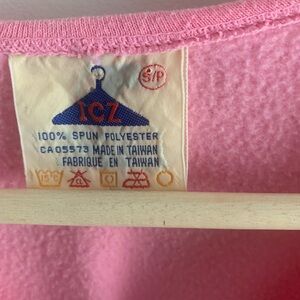 S/P
ICZ
100% SPUN POLYESTER
CA 05573 MADE IN TAIWAN
FABRIQUE EN TAIWAN